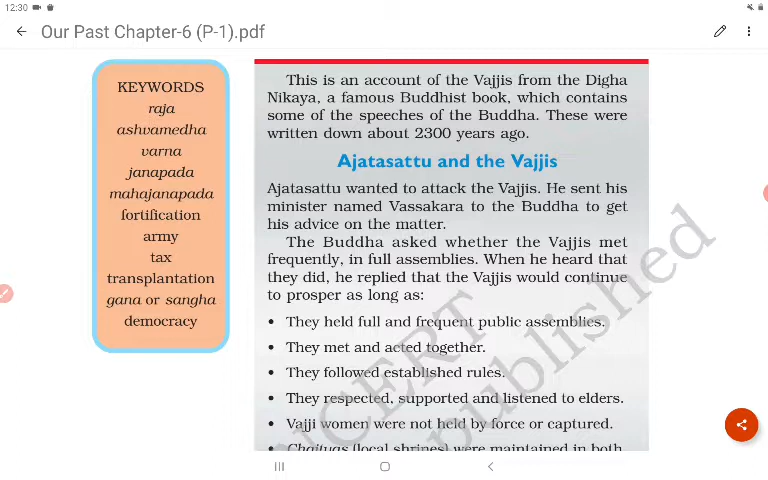 12:30
Our Past Chapter-6 (P-1).pdf
KEYWORDS
raja
ashvamedha
varna
janapada
mahajanapada
fortification
army
tax
transplantation
gana or sangha
democracy
This is an account of the Vajjis from the Digha
Nikaya, a famous Buddhist book, which contains
some of the speeches of the Buddha. These were
written down about 2300 years ago.
Ajatasattu and the Vajjis
Ajatasattu wanted to attack the Vajjis. He sent his
minister named Vassakara to the Buddha to get
his advice on the matter.
The Buddha asked whether the Vajjis met
frequently, in full assemblies. When he heard that
they did, he replied that the Vajjis would continue
to prosper as long as:
• They held full and frequent public assemblies.
• They met and acted together.
• They followed established rules.
• They respected, supported and listened to elders.
• Vajji women were not held by force or captured.
• Chaityas (local shrines) were maintained in both
NCERT
published